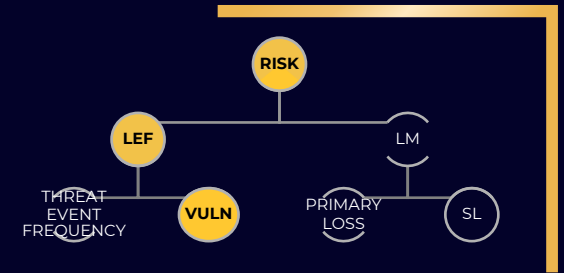 RISK
LEF
LM
THREAT
EVENT
FREQUENCY
VULN
PRIMARY
LOSS
SL